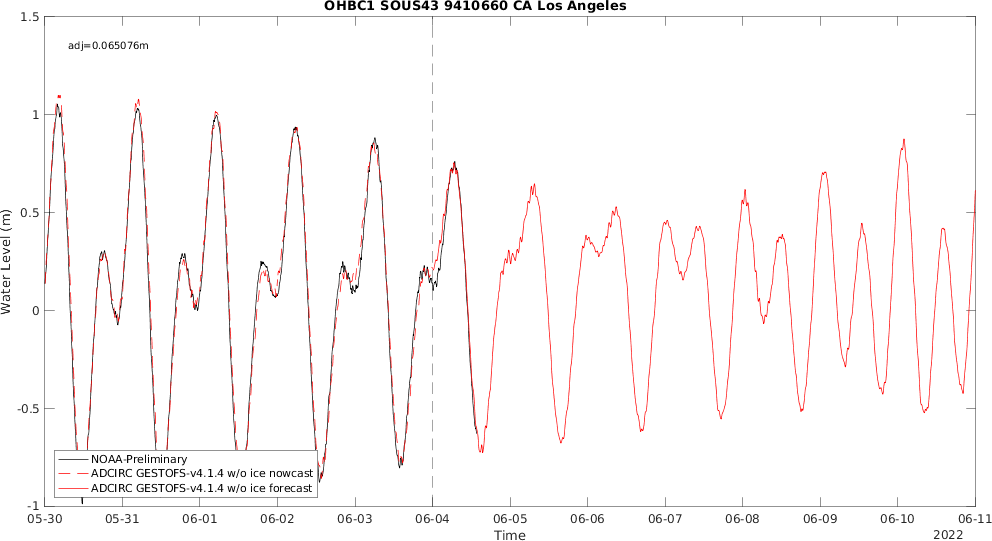 OHBC1 SOUS43 9410660 CA Los Angeles
1.5
adj=0.065076m
1
0.5
Water Level (m)
0
-0.5
NOAA-Preliminary
ADCIRC GESTOFS-v4.1.4 w/o ice nowcast
ADCIRC GESTOFS-v4.1.4 w/o ice forecast
-1
05-30 05-31 06-01 06-02 06-03 06-04 06-05 06-06 06-07 06-08 06-09 06-10 06-11
Time
2022